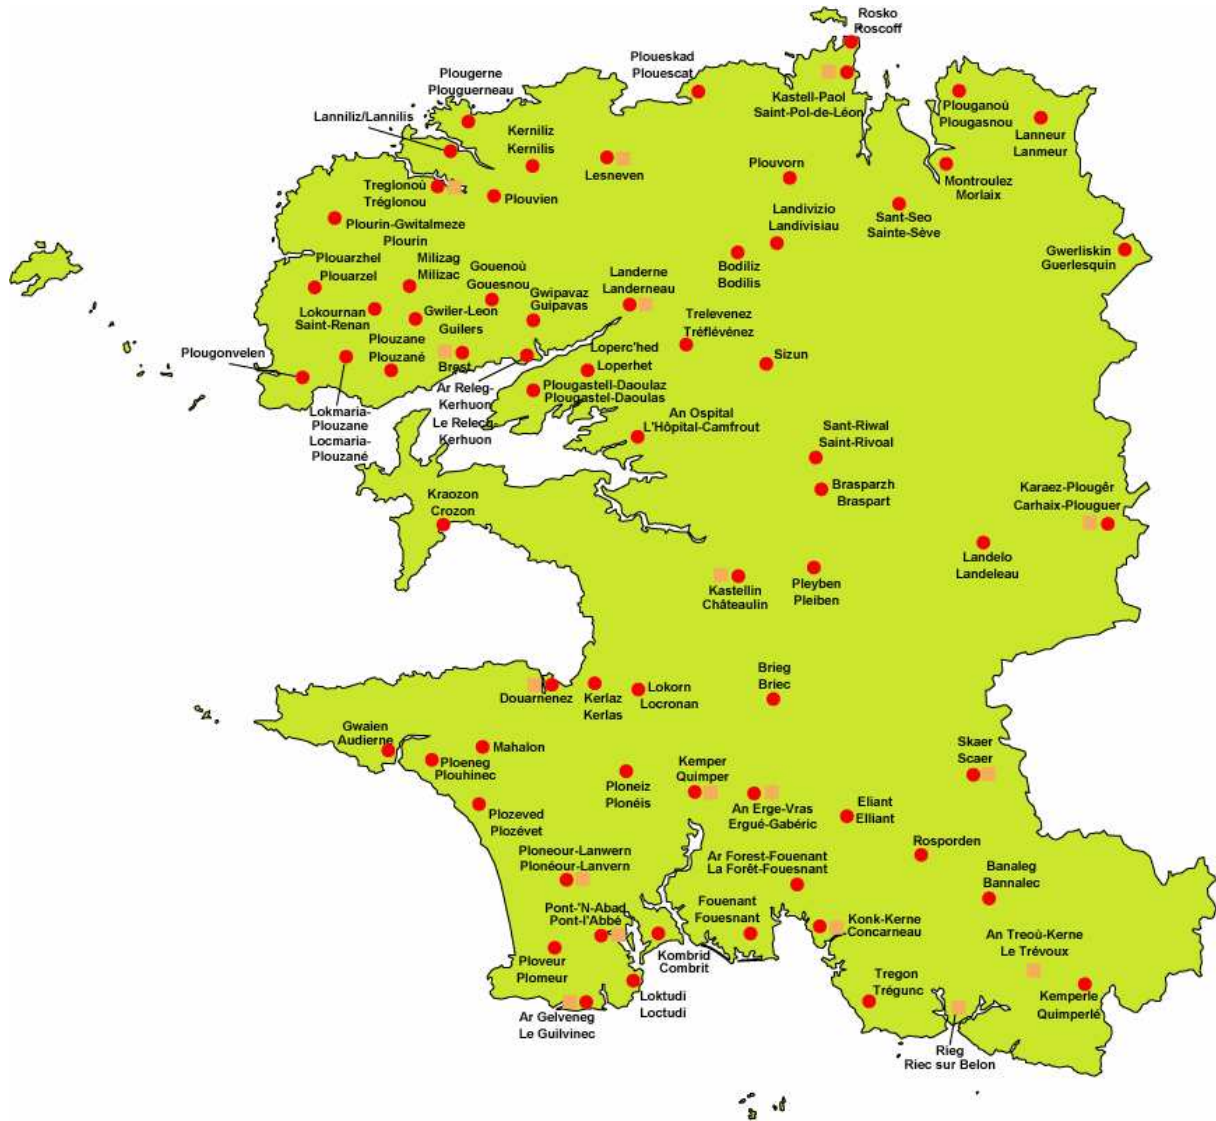 Rosko
Roscoff
Ploueskad
Plouescat
Plougerne
Plouguerneau
Kastell-Paol
Saint-Pol-de-Léon
Plouganoù
Plougasnou
Lanneur
Lanmeur
Lanniliz/Lannilis
Kerniliz
Kernilis
Lesneven
Plouvorn
Montroulez
Morlaix
Treglonoù
Tréglonou
Plouvien
Landivizio
Landivisiau
Sant-Seo
Sainte-Sève
Plourin-Gwitalmeze
Plourin
Gwerliskin
Guerlesquin
Plouarzhel
Plouarzel
Milizag
Milizac
Gouenoù
Gouesnou
Landerne
Landerneau
Bodiliz
Bodilis
Gwipavaz
Guipavas
Lokournan
Saint-Renan
Gwiler-Leon
Guilers
Trelevenez
Tréflévénez
Plouzane
Plouzané
Plougonvelen
Brest
Loperc'hed
Loperhet
Sizun
Ar Releg-
Kerhuon
Le Relecq-
Kerhuon
Plougastell-Daoulaz
Plougastel-Daoulas
Lokmaria-
Plouzane
Locmaria-
Plouzané
An Ospital
L'Hôpital-Camfrout
Sant-Riwal
Saint-Rivoal
Brasparzh
Braspart
Kraozon
Crozon
Karaez-Plougêr
Carhaix-Plouguer
Landelo
Landeleau
Kastellin
Châteaulin
Pleyben
Pleiben
Brieg
Briec
Douarnenez
Kerlaz
Kerlas
Lokorn
Locronan
Gwaien
Audierne
Mahalon
Ploeneg
Plouhinec
Skaer
Scaer
Ploneiz
Plonéis
Kemper
Quimper
An Erge-Vras
Ergué-Gabéric
Eliant
Elliant
Plozeved
Plozévet
Rosporden
Ploneour-Lanwern
Plonéour-Lanvern
Ar Forest-Fouenant
La Forêt-Fouesnant
Banaleg
Bannalec
Pont-'N-Abad
Pont-l'Abbé
Fouenant
Fouesnant
Konk-Kerne
Concarneau
An Treoù-Kerne
Le Trévoux
Ploveur
Plomeur
Kombrid
Combrit
Tregon
Trégunc
Kemperle
Quimperlé
Loktudi
Loctudi
Ar Gelveneg
Le Guilvinec
Rieg
Riec sur Belon